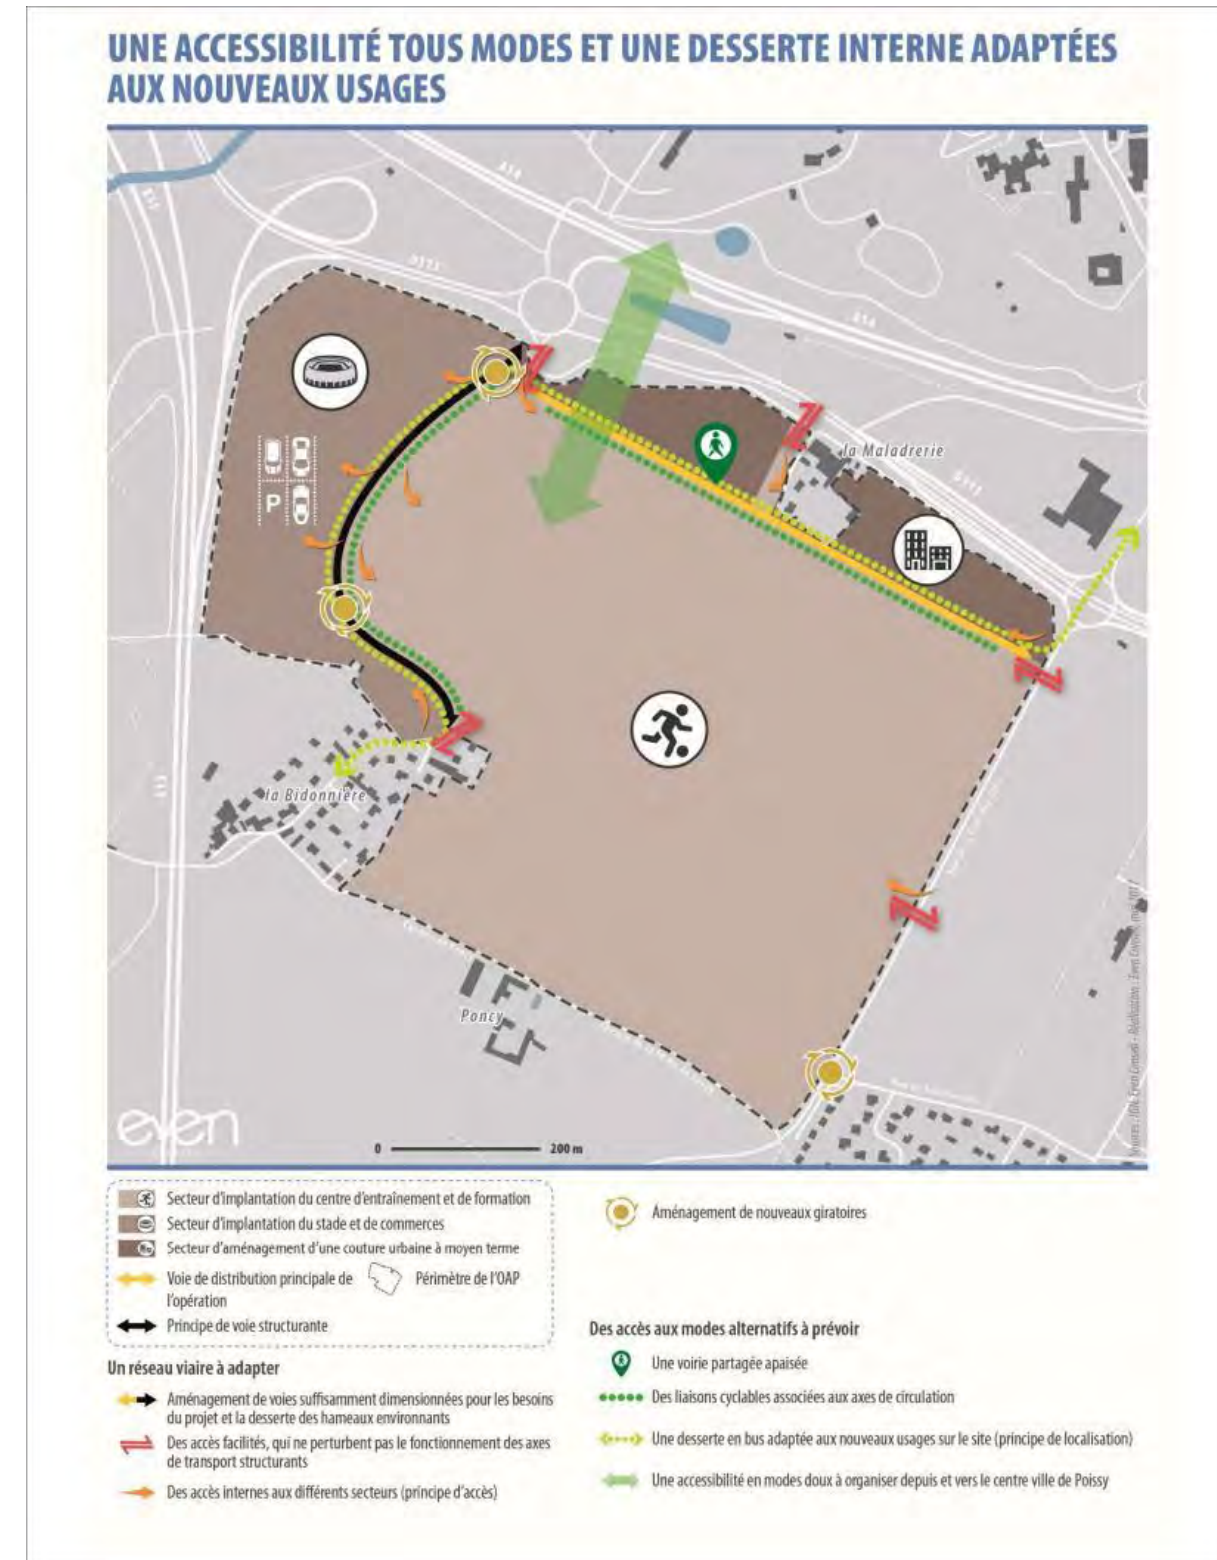 UNE ACCESSIBILITÉ TOUS MODES ET UNE DESSERTE INTERNE ADAPTÉES
AUX NOUVEAUX USAGES
A14
D113
A14
la Maladrerie
D113
P
la Bidonnière
Poncy
even
0 200 m
Secteur d'implantation du centre d'entraînement et de formation
Secteur d'implantation du stade et de commerces
Secteur d'aménagement d'une couture urbaine à moyen terme
Voie de distribution principale de
l'opération
Périmètre de l'OAP
Principe de voie structurante
Un réseau viaire à adapter
Aménagement de voies suffisamment dimensionnées pour les besoins
du projet et la desserte des hameaux environnants
Des accès facilités, qui ne perturbent pas le fonctionnement des axes
de transport structurants
Des accès internes aux différents secteurs (principe d'accès)
Aménagement de nouveaux giratoires
Des accès aux modes alternatifs à prévoir
Une voirie partagée apaisée
Des liaisons cyclables associées aux axes de circulation
Une desserte en bus adaptée aux nouveaux usages sur le site (principe de localisation)
Une accessibilité en modes doux à organiser depuis et vers le centre ville de Poissy